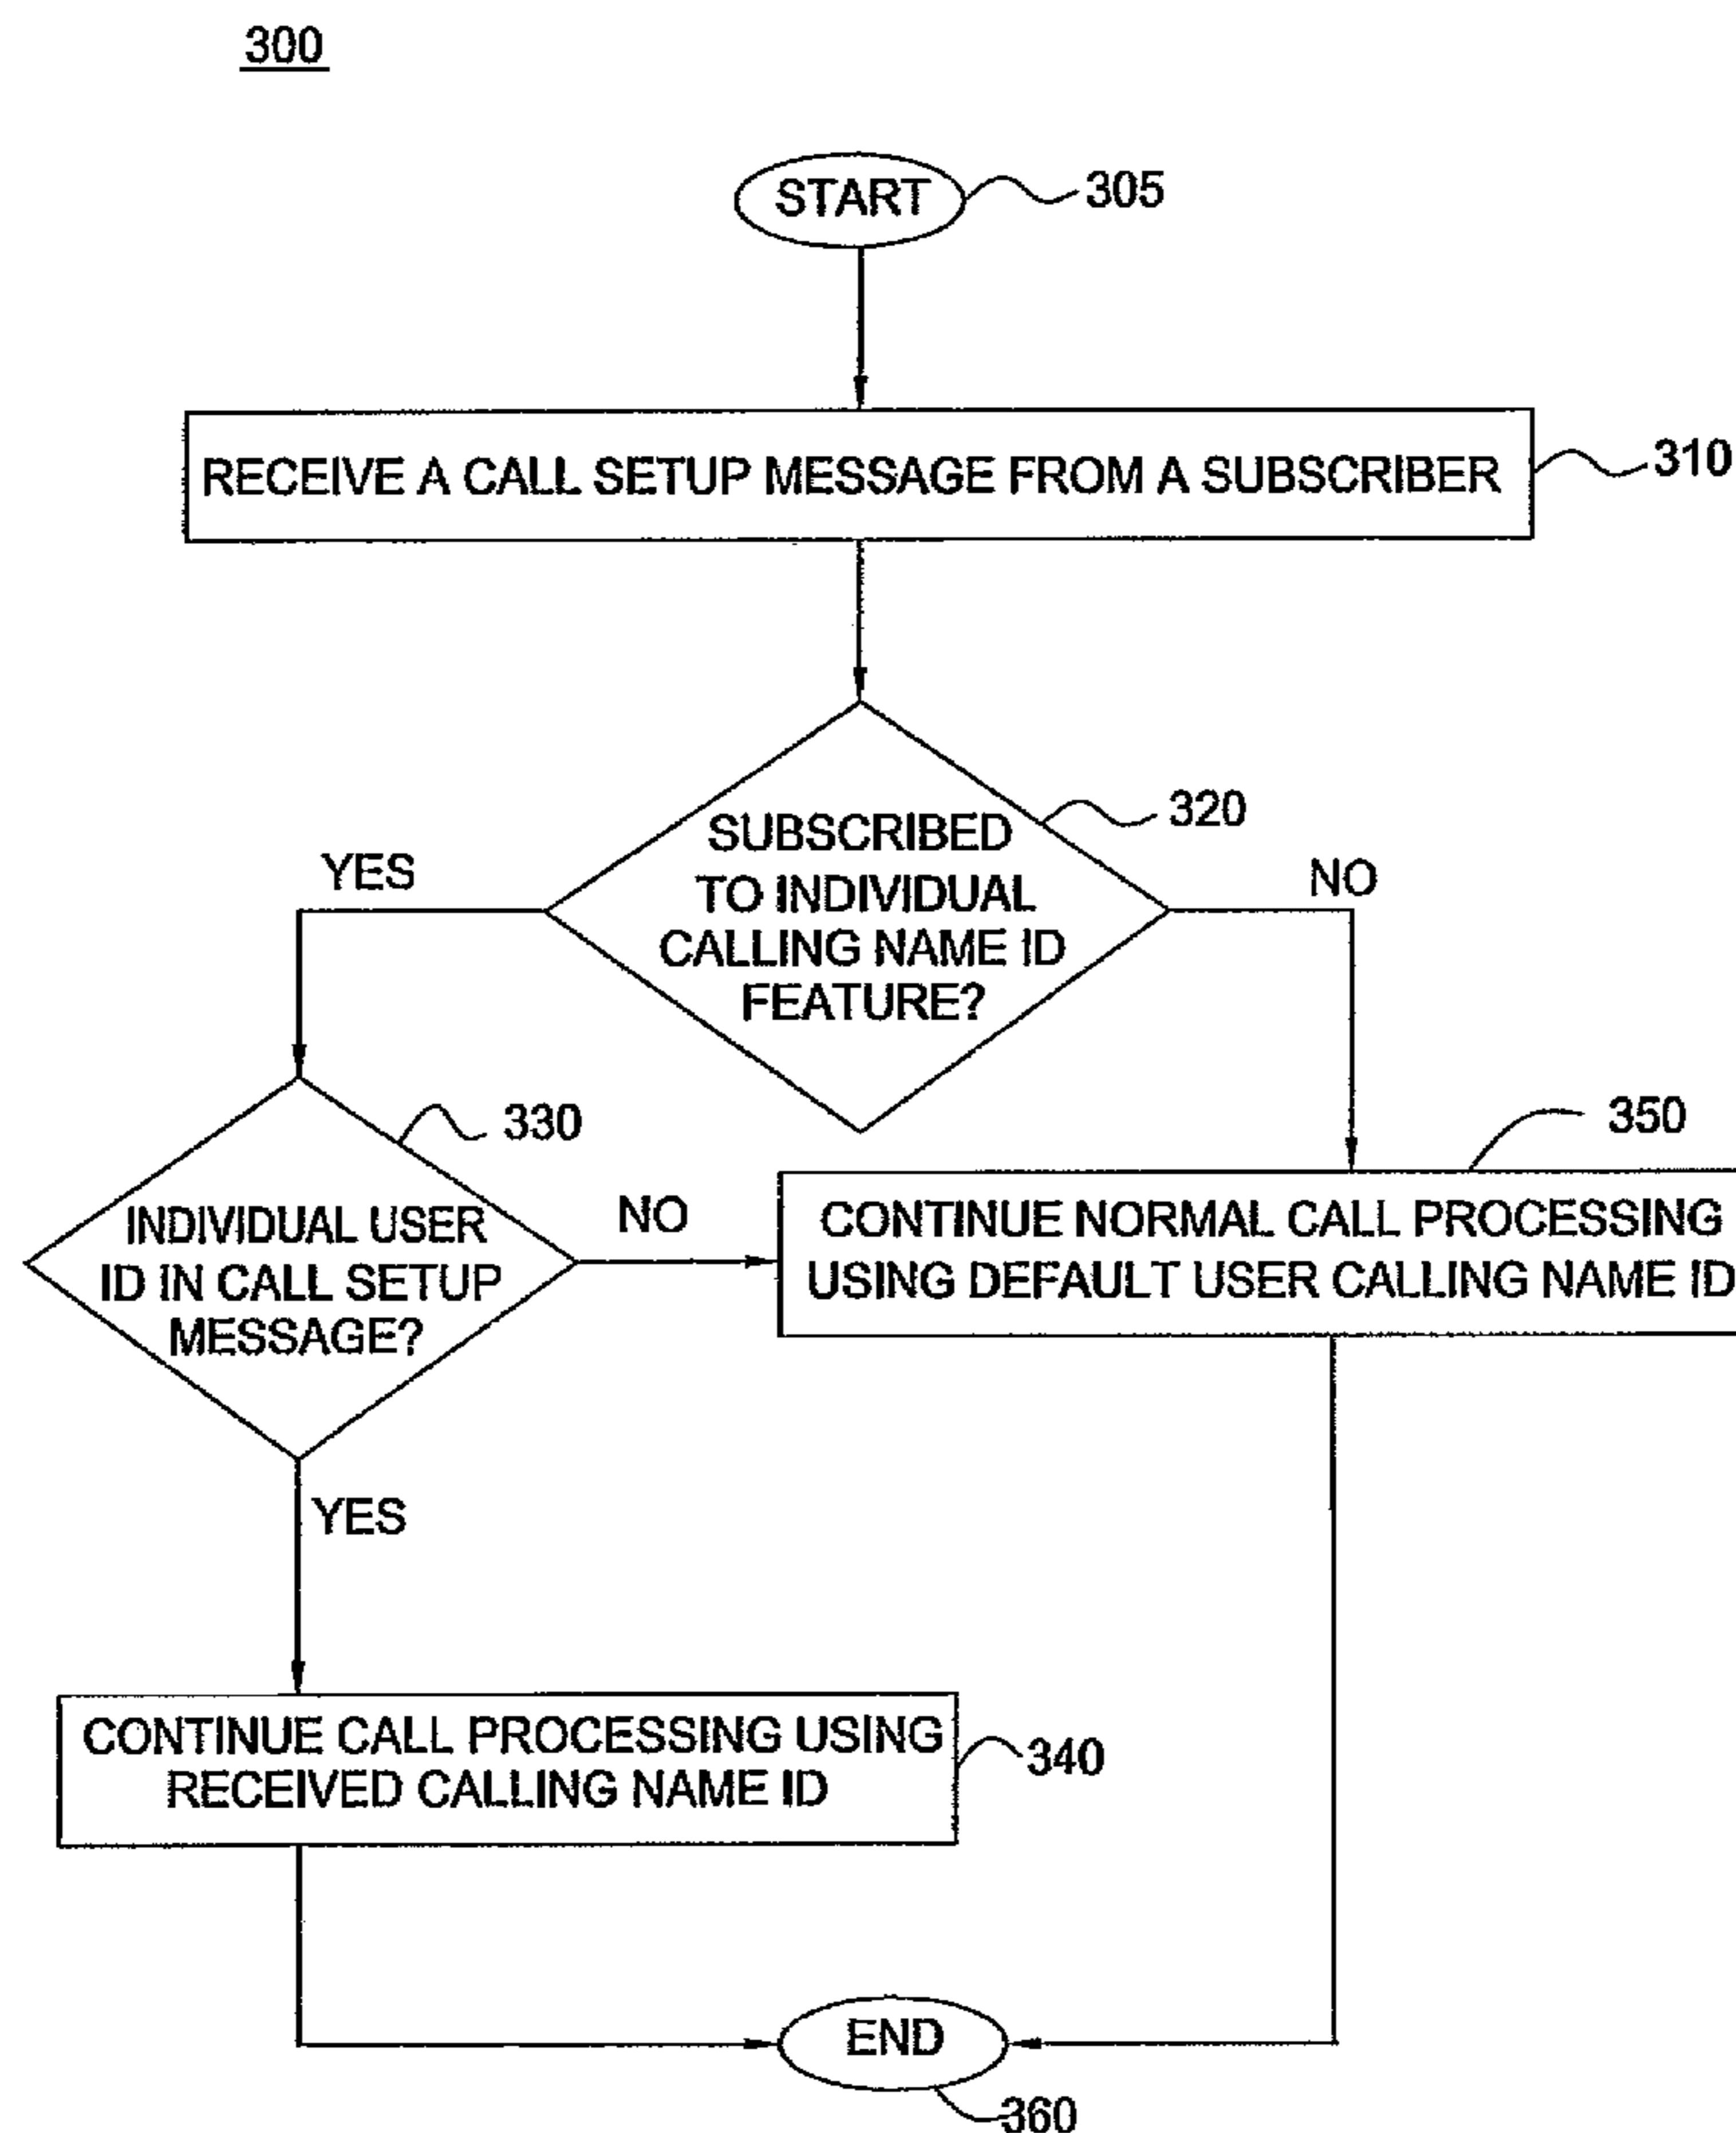 300
START
305
RECEIVE A CALL SETUP MESSAGE FROM A SUBSCRIBER
310
SUBSCRIBED
TO INDIVIDUAL
CALLING NAME ID
FEATURE?
320
YES
NO
INDIVIDUAL USER
ID IN CALL SETUP
MESSAGE?
330
NO
CONTINUE NORMAL CALL PROCESSING
USING DEFAULT USER CALLING NAME ID
350
YES
CONTINUE CALL PROCESSING USING
RECEIVED CALLING NAME ID
340
END
360